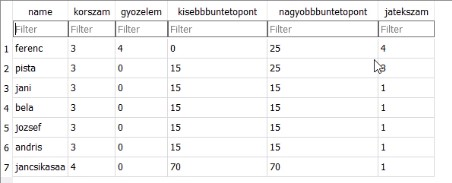 name korszam gyozelem kisebbbuntetopont nagyobbbuntetopont jatekszam
Filter Filter Filter Filter Filter Filter
1 ferenc 3 4 0 25 4
2 pista 3 0 15 25
3 jani 3 0 15 15 1
4 bela 3 0 15 15 1
5 jozsef 3 0 15 15 1
6 andris 3 0 15 15 1
7 jancsikasaa 4 0 70 70 1